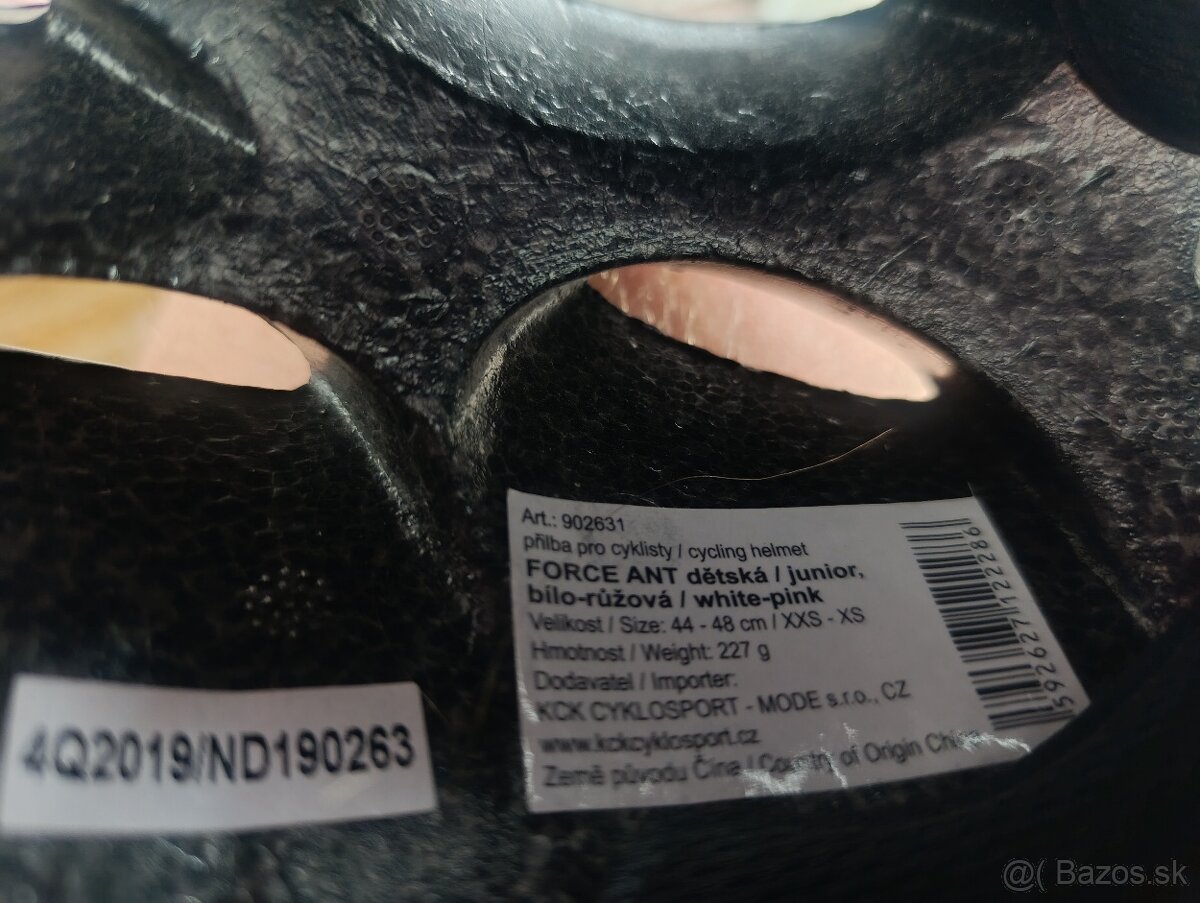 Art.: 902631
přilba pro cyklisty / cycling helmet
FORCE ANT dětská / junior,
bílo-růžová / white-pink
Velikost / Size: 44 - 48 cm / XXS - XS
Hmotnost / Weight: 227 g
Dodavatel / Importer:
KCK CYKLOSPORT - MODE s.r.o., CZ
www.kckcyklosport.cz
Země původu Čína / Country of Origin China
8592627122286
4Q2019/ND190263
@( Bazos.sk